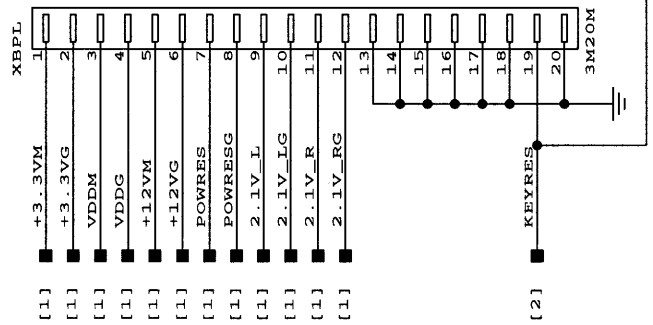 XBPL
1 2 3 4 5 6 7 8 9 10 11 12 13 14 15 16 17 18 19 20
3M20M
+3.3VM
+3.3VG
VDDM
VDDG
+12VM
+12VG
POWRES
POWRESG
2.1V_L
2.1V_LG
2.1V_R
2.1V_RG
KEYRES
[1] [1] [1] [1] [1] [1] [1] [1] [1] [1] [1] [1] [2]